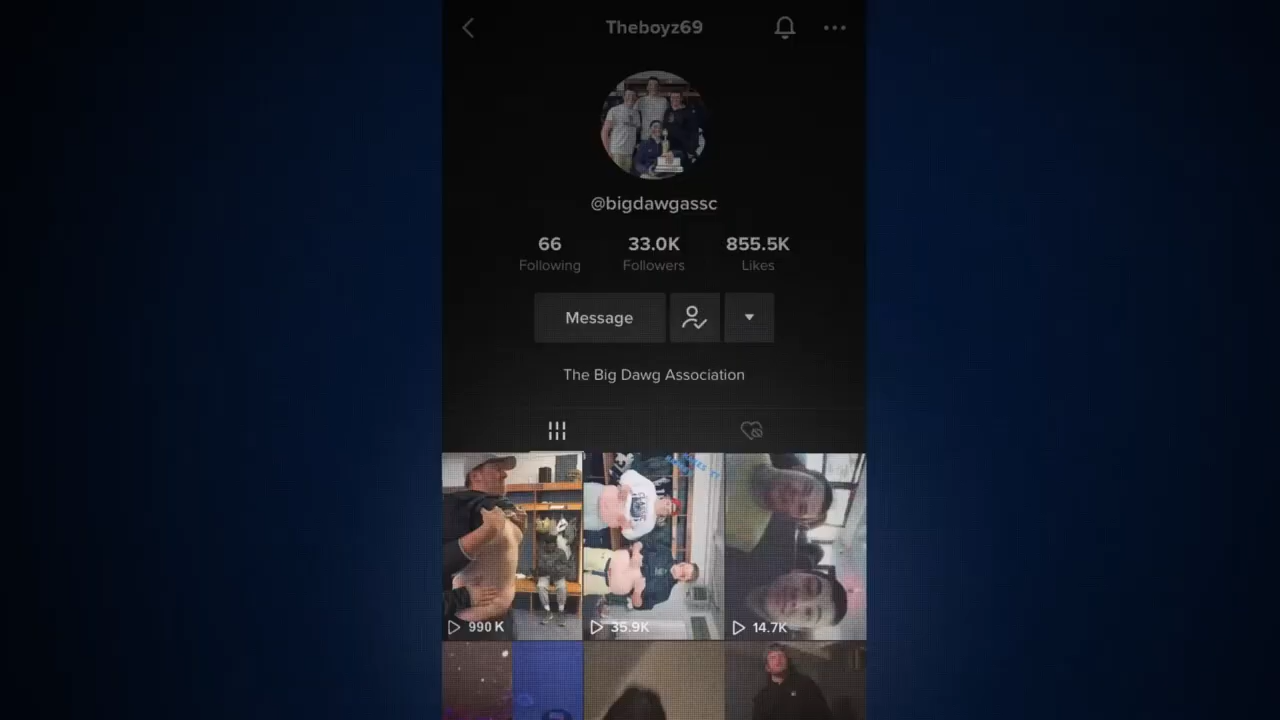 Theboyz69
@bigdawgassc
66 33.0K 855.5K
Following Followers Likes
Message
The Big Dawg Association
990K 35.9K 14.7K